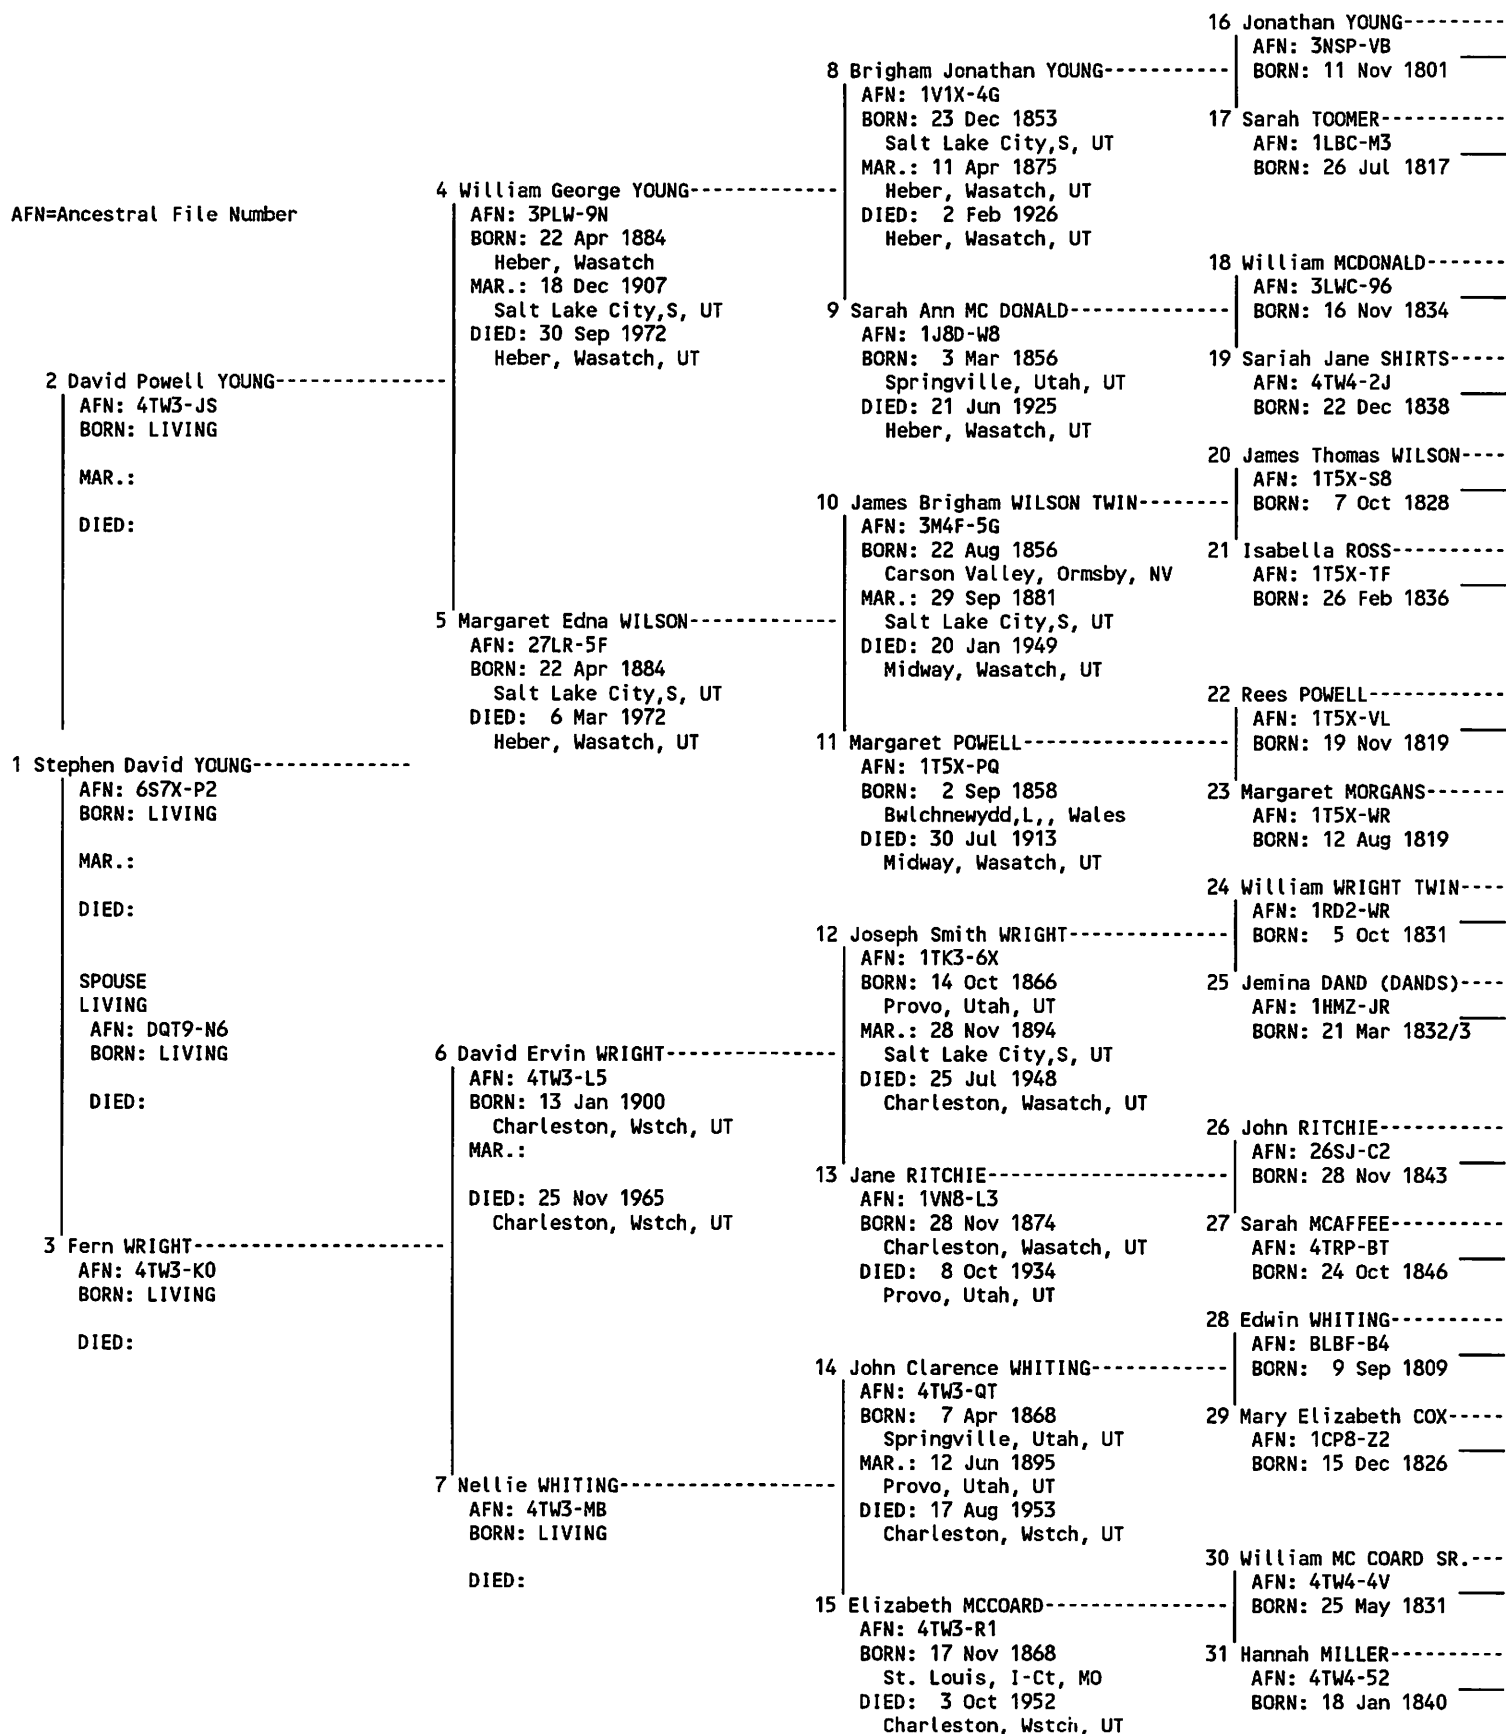 AFN=Ancestral File Number
1 Stephen David YOUNG-------------
AFN: 6S7X-P2
BORN: LIVING
MAR.:
DIED:
SPOUSE
LIVING
AFN: DQT9-N6
BORN: LIVING
DIED:
2 David Powell YOUNG---------------
AFN: 4TW3-JS
BORN: LIVING
MAR.:
DIED:
3 Fern WRIGHT----------------------
AFN: 4TW3-K0
BORN: LIVING
DIED:
4 William George YOUNG-------------
AFN: 3PLW-9N
BORN: 22 Apr 1884
Heber, Wasatch
MAR.: 18 Dec 1907
Salt Lake City,S, UT
DIED: 30 Sep 1972
Heber, Wasatch, UT
5 Margaret Edna WILSON-------------
AFN: 27LR-5F
BORN: 22 Apr 1884
Salt Lake City,S, UT
DIED: 6 Mar 1972
Heber, Wasatch, UT
6 David Ervin WRIGHT---------------
AFN: 4TW3-L5
BORN: 13 Jan 1900
Charleston, Wstch, UT
MAR.:
DIED: 25 Nov 1965
Charleston, Wstch, UT
7 Nellie WHITING-------------------
AFN: 4TW3-MB
BORN: LIVING
DIED:
8 Brigham Jonathan YOUNG-----------
AFN: 1V1X-4G
BORN: 23 Dec 1853
Salt Lake City,S, UT
MAR.: 11 Apr 1875
Heber, Wasatch, UT
DIED: 2 Feb 1926
Heber, Wasatch, UT
9 Sarah Ann MC DONALD--------------
AFN: 1J8D-W8
BORN: 3 Mar 1856
Springville, Utah, UT
DIED: 21 Jun 1925
Heber, Wasatch, UT
10 James Brigham WILSON TWIN--------
AFN: 3M4F-5G
BORN: 22 Aug 1856
Carson Valley, Ormsby, NV
MAR.: 29 Sep 1881
Salt Lake City,S, UT
DIED: 20 Jan 1949
Midway, Wasatch, UT
11 Margaret POWELL------------------
AFN: 1T5X-PQ
BORN: 2 Sep 1858
Bwlchnewydd,L,, Wales
DIED: 30 Jul 1913
Midway, Wasatch, UT
12 Joseph Smith WRIGHT--------------
AFN: 1TK3-6X
BORN: 14 Oct 1866
Provo, Utah, UT
MAR.: 28 Nov 1894
Salt Lake City,S, UT
DIED: 25 Jul 1948
Charleston, Wasatch, UT
13 Jane RITCHIE---------------------
AFN: 1VN8-L3
BORN: 28 Nov 1874
Charleston, Wasatch, UT
DIED: 8 Oct 1934
Provo, Utah, UT
14 John Clarence WHITING------------
AFN: 4TW3-QT
BORN: 7 Apr 1868
Springville, Utah, UT
MAR.: 12 Jun 1895
Provo, Utah, UT
DIED: 17 Aug 1953
Charleston, Wstch, UT
15 Elizabeth MCCOARD----------------
AFN: 4TW3-R1
BORN: 17 Nov 1868
St. Louis, I-Ct, MO
DIED: 3 Oct 1952
Charleston, Wstch, UT
16 Jonathan YOUNG---------
AFN: 3NSP-VB
BORN: 11 Nov 1801
17 Sarah TOOMER-----------
AFN: 1LBC-M3
BORN: 26 Jul 1817
18 William MCDONALD-------
AFN: 3LWC-96
BORN: 16 Nov 1834
19 Sariah Jane SHIRTS-----
AFN: 4TW4-2J
BORN: 22 Dec 1838
20 James Thomas WILSON----
AFN: 1T5X-S8
BORN: 7 Oct 1828
21 Isabella ROSS----------
AFN: 1T5X-TF
BORN: 26 Feb 1836
22 Rees POWELL------------
AFN: 1T5X-VL
BORN: 19 Nov 1819
23 Margaret MORGANS-------
AFN: 1T5X-WR
BORN: 12 Aug 1819
24 William WRIGHT TWIN----
AFN: 1RD2-WR
BORN: 5 Oct 1831
25 Jemina DAND (DANDS)----
AFN: 1HMZ-JR
BORN: 21 Mar 1832/3
26 John RITCHIE-----------
AFN: 26SJ-C2
BORN: 28 Nov 1843
27 Sarah MCAFFEE----------
AFN: 4TRP-BT
BORN: 24 Oct 1846
28 Edwin WHITING----------
AFN: BLBF-B4
BORN: 9 Sep 1809
29 Mary Elizabeth COX-----
AFN: 1CP8-Z2
BORN: 15 Dec 1826
30 William MC COARD SR.---
AFN: 4TW4-4V
BORN: 25 May 1831
31 Hannah MILLER----------
AFN: 4TW4-52
BORN: 18 Jan 1840